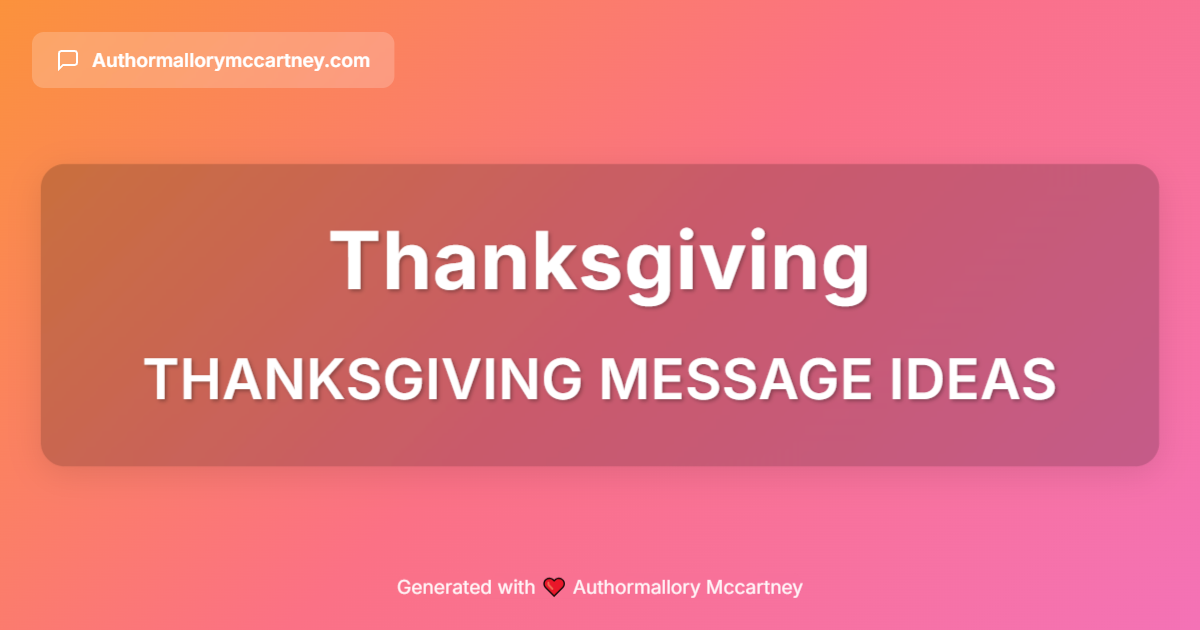 Authormallorymccartney.com
Thanksgiving
THANKSGIVING MESSAGE IDEAS
Generated with ❤️ Authormallory Mccartney